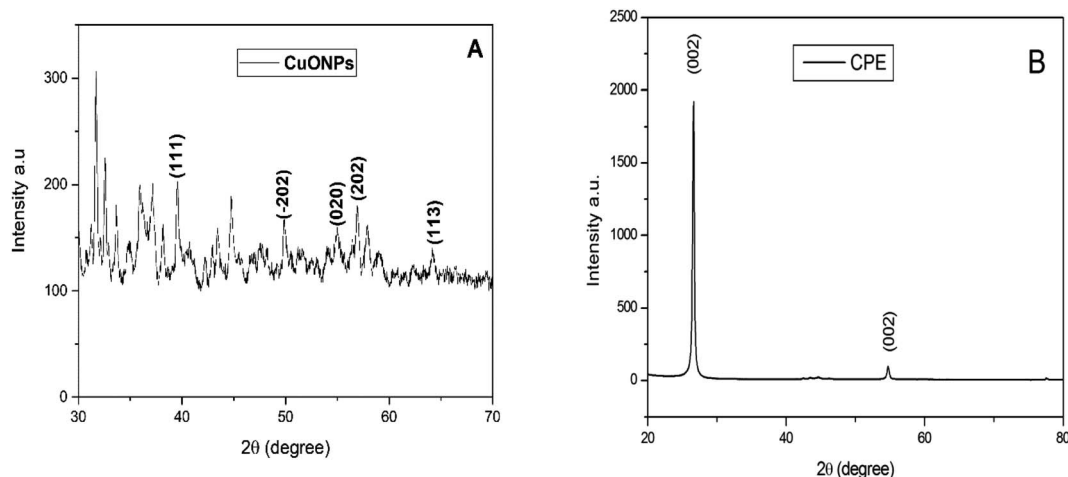 A
CuONPs
300
200
100
0
Intensity a.u
(111)
(-202)
(020)
(202)
(113)
30 40 50 60 70
2θ (degree)
B
CPE
2500
2000
1500
1000
500
0
Intensity a.u.
(002)
(002)
20 40 60 80
2θ (degree)